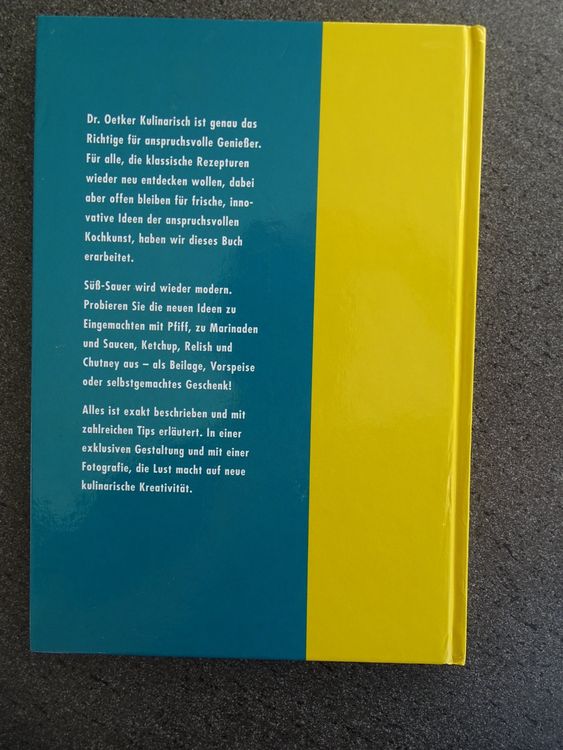 Dr. Oetker Kulinarisch ist genau das
Richtige für anspruchsvolle Genießer.
Für alle, die klassische Rezepturen
wieder neu entdecken wollen, dabei
aber offen bleiben für frische, inno-
vative Ideen der anspruchsvollen
Kochkunst, haben wir dieses Buch
erarbeitet.
Süß-Sauer wird wieder modern.
Probieren Sie die neuen Ideen zu
Eingemachten mit Pfiff, zu Marinaden
und Saucen, Ketchup, Relish und
Chutney aus – als Beilage, Vorspeise
oder selbstgemachtes Geschenk!
Alles ist exakt beschrieben und mit
zahlreichen Tips erläutert. In einer
exklusiven Gestaltung und mit einer
Fotografie, die Lust macht auf neue
kulinarische Kreativität.